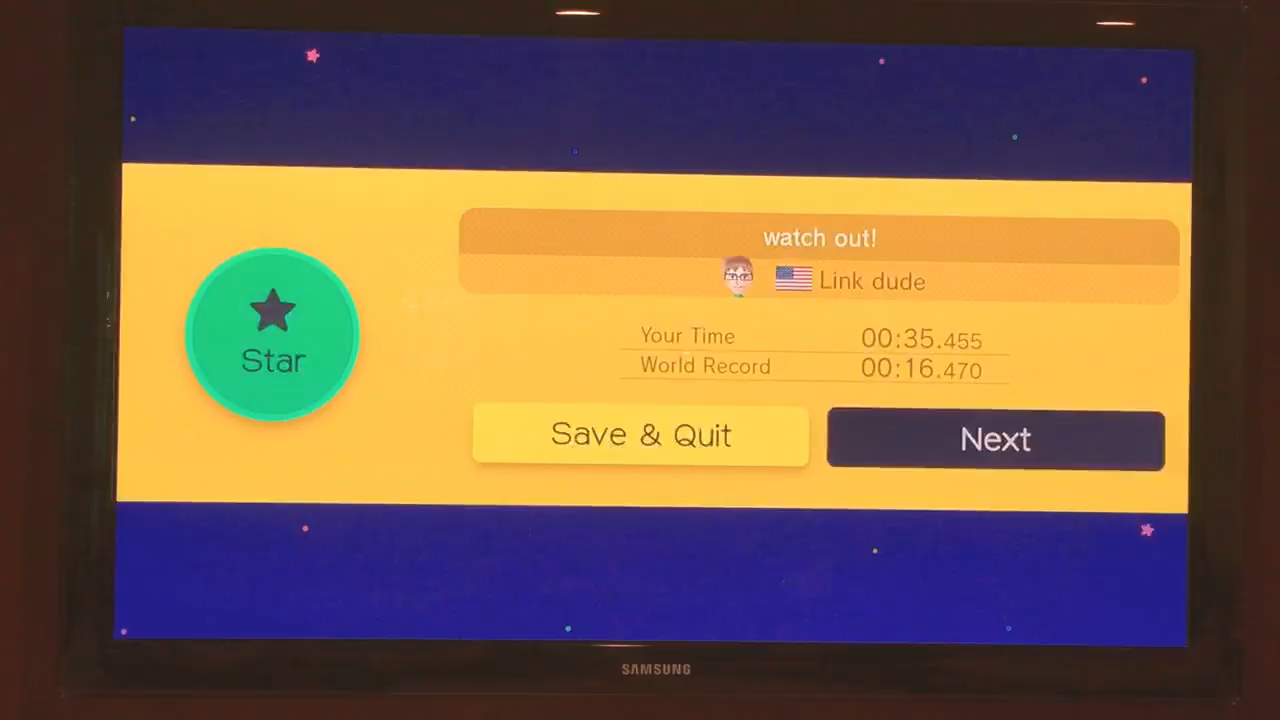 watch out!
Link dude
Star
Your Time 00:35.455
World Record 00:16.470
Save & Quit
Next
SAMSUNG